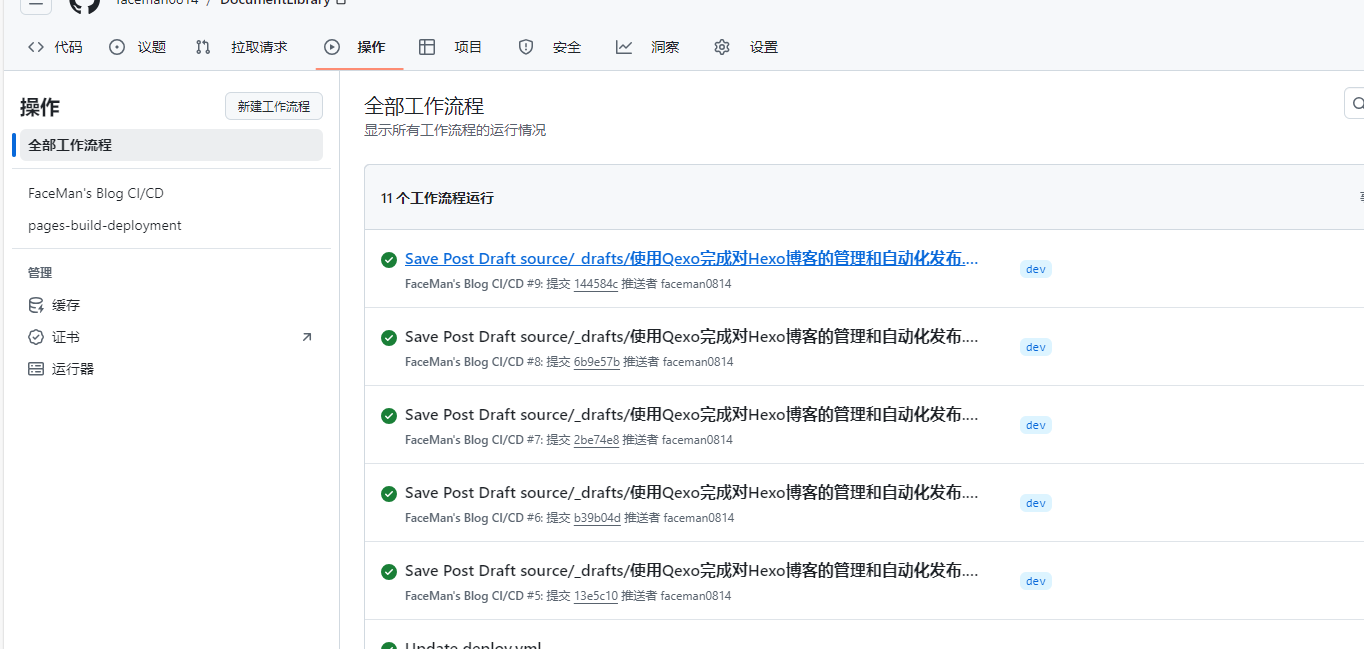 faceman0814 / DocumentLibrary
代码 议题 拉取请求 操作 项目 安全 洞察 设置
操作
新建工作流程
全部工作流程
FaceMan's Blog CI/CD
pages-build-deployment
管理
缓存
证书
运行器
全部工作流程
显示所有工作流程的运行情况
11 个工作流程运行
Save Post Draft source/_drafts/使用Qexo完成对Hexo博客的管理和自动化发布....
FaceMan's Blog CI/CD #9: 提交 144584c 推送者 faceman0814
dev
Save Post Draft source/_drafts/使用Qexo完成对Hexo博客的管理和自动化发布....
FaceMan's Blog CI/CD #8: 提交 6b9e57b 推送者 faceman0814
dev
Save Post Draft source/_drafts/使用Qexo完成对Hexo博客的管理和自动化发布....
FaceMan's Blog CI/CD #7: 提交 2be74e8 推送者 faceman0814
dev
Save Post Draft source/_drafts/使用Qexo完成对Hexo博客的管理和自动化发布....
FaceMan's Blog CI/CD #6: 提交 b39b04d 推送者 faceman0814
dev
Save Post Draft source/_drafts/使用Qexo完成对Hexo博客的管理和自动化发布....
FaceMan's Blog CI/CD #5: 提交 13e5c10 推送者 faceman0814
dev
Update deploy.yml